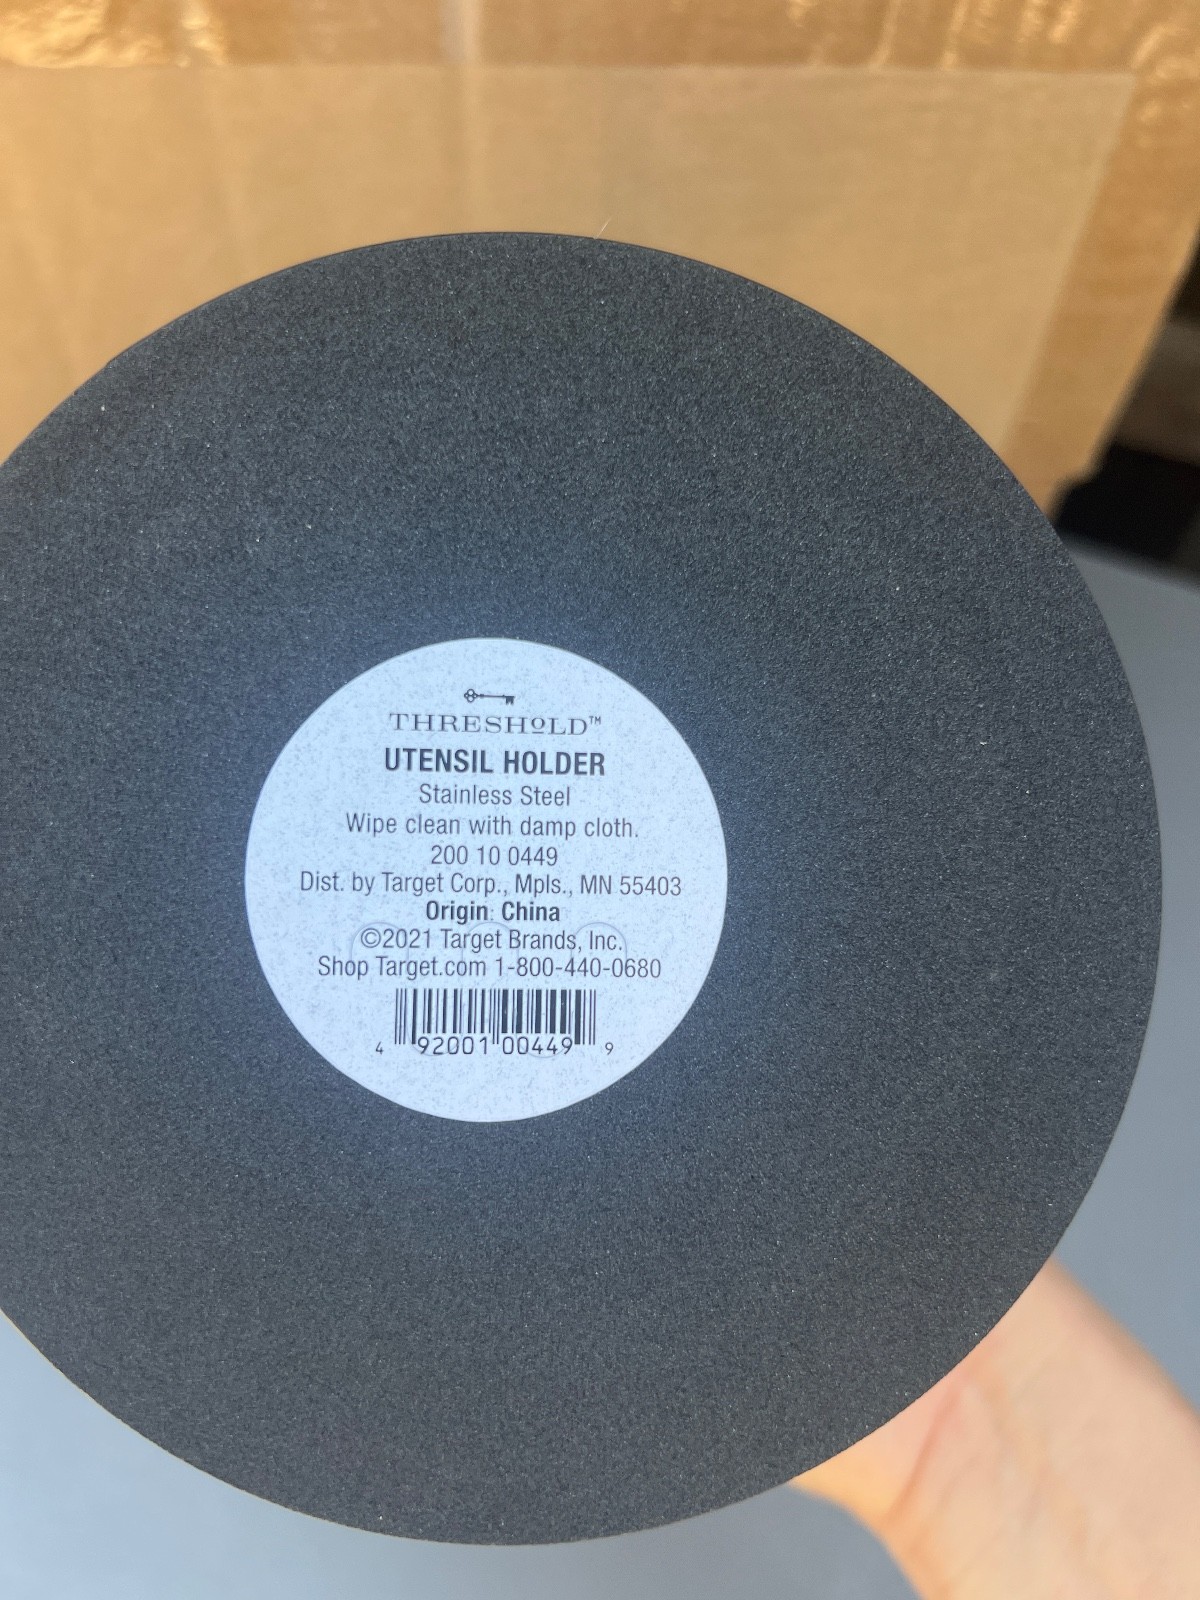 THRESHOLD™
UTENSIL HOLDER
Stainless Steel
Wipe clean with damp cloth.
200 10 0449
Dist. by Target Corp., Mpls., MN 55403
Origin: China
©2021 Target Brands, Inc.
Shop Target.com 1-800-440-0680
4 92001 00449 9